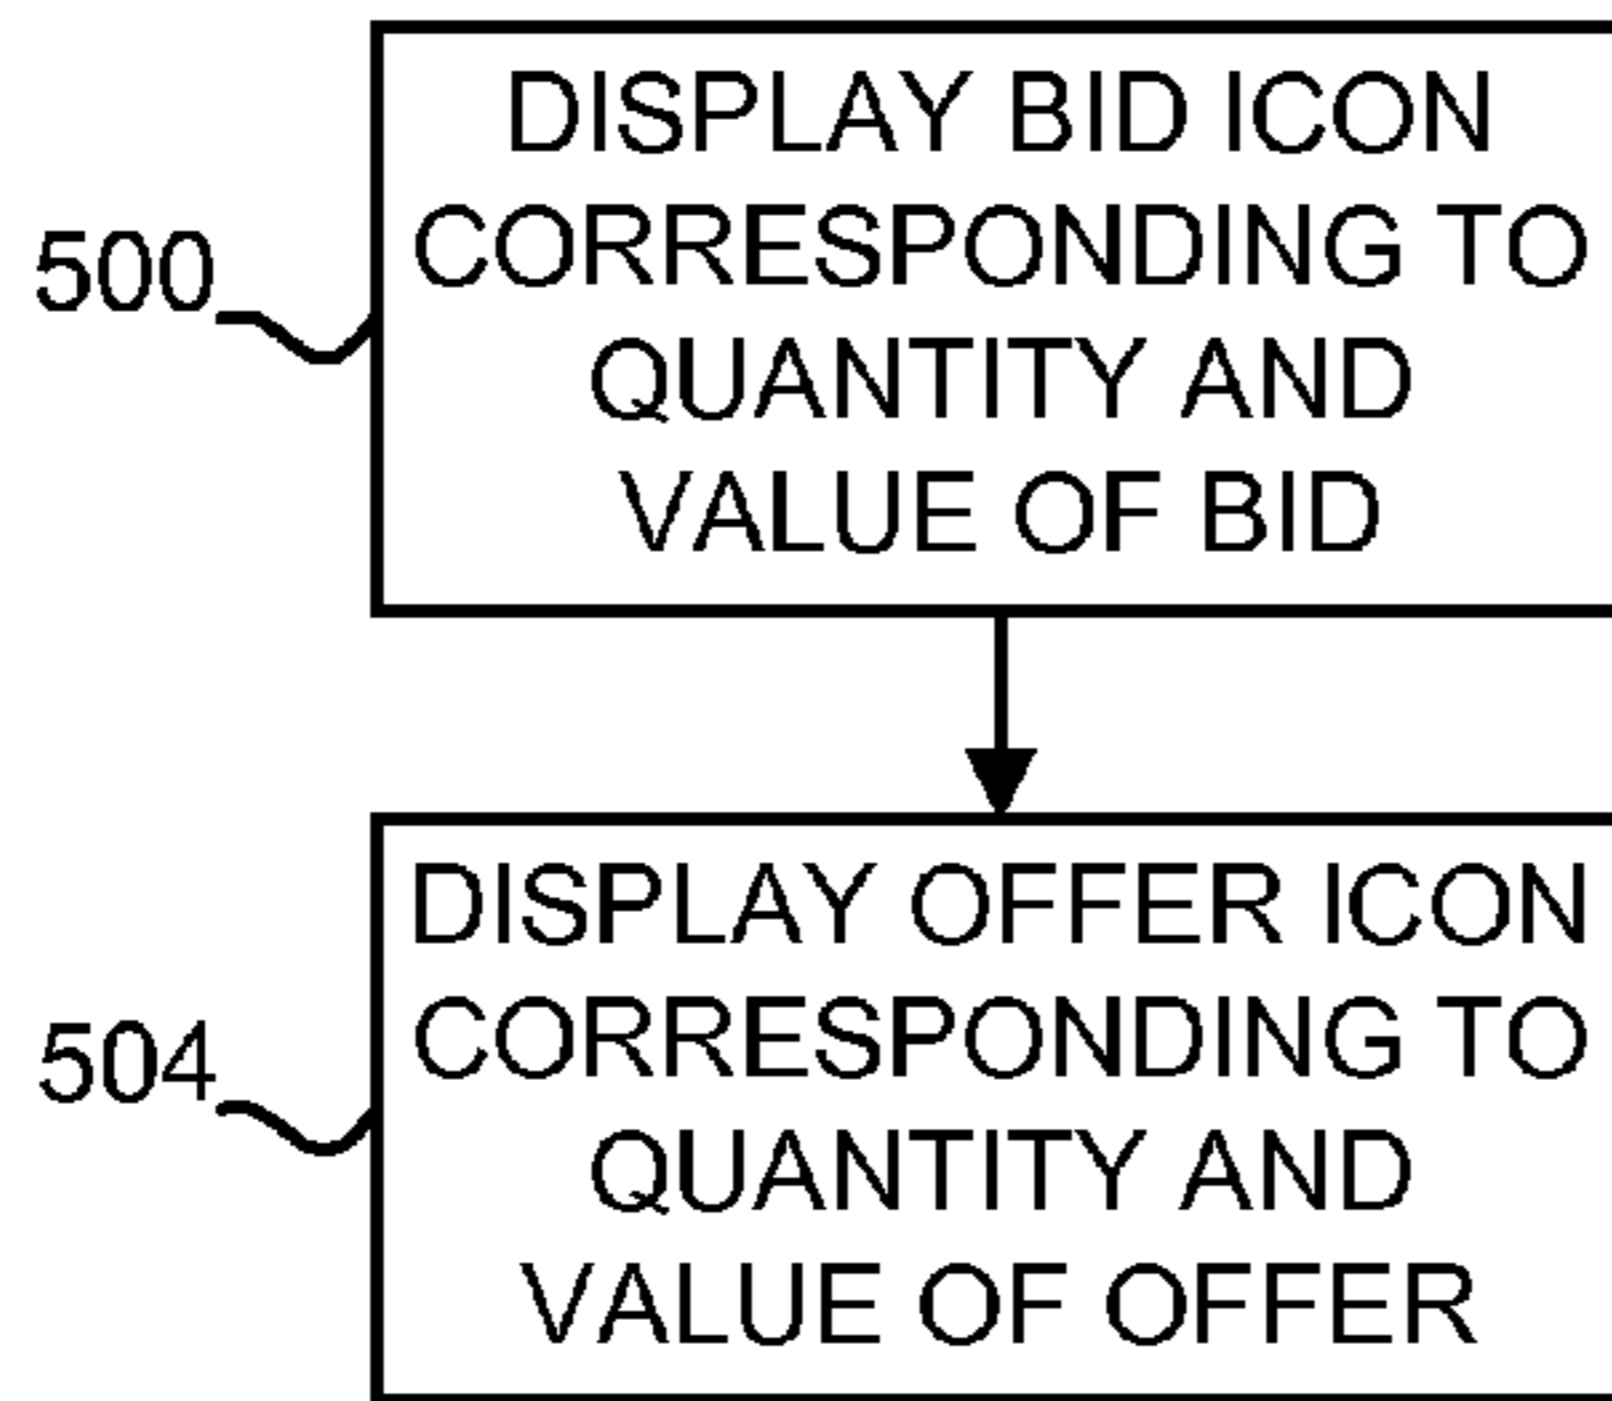 DISPLAY BID ICON
CORRESPONDING TO
QUANTITY AND
VALUE OF BID
500
DISPLAY OFFER ICON
CORRESPONDING TO
QUANTITY AND
VALUE OF OFFER
504